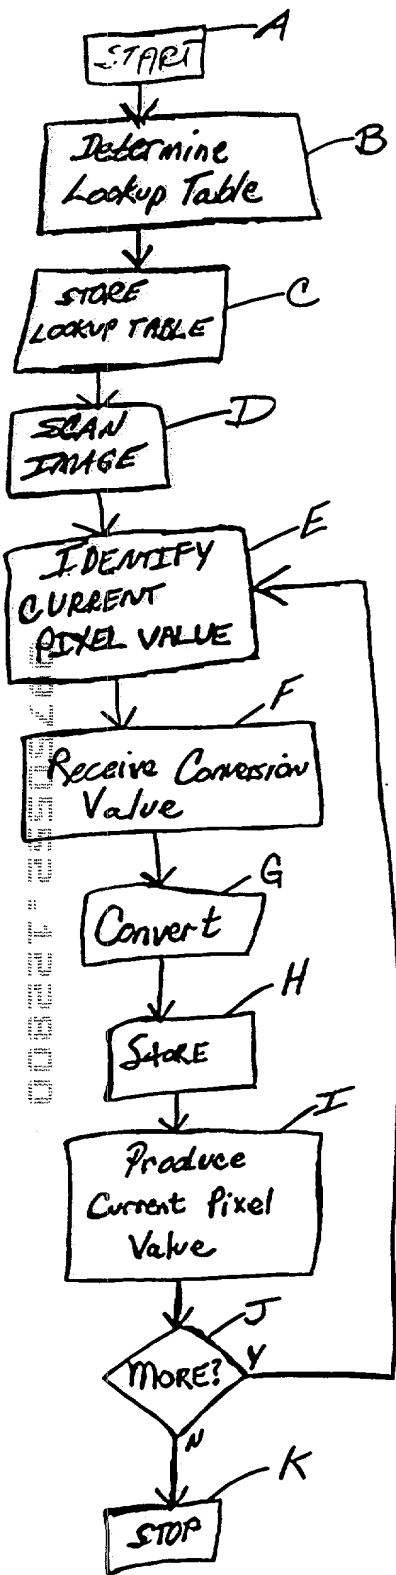 A
START
B
Determine
Lookup Table
C
STORE
LOOKUP TABLE
D
SCAN
IMAGE
E
IDENTIFY
CURRENT
PIXEL VALUE
F
Receive Conversion
Value
G
Convert
H
Store
I
Produce
Current Pixel
Value
J
MORE?
Y
N
K
STOP